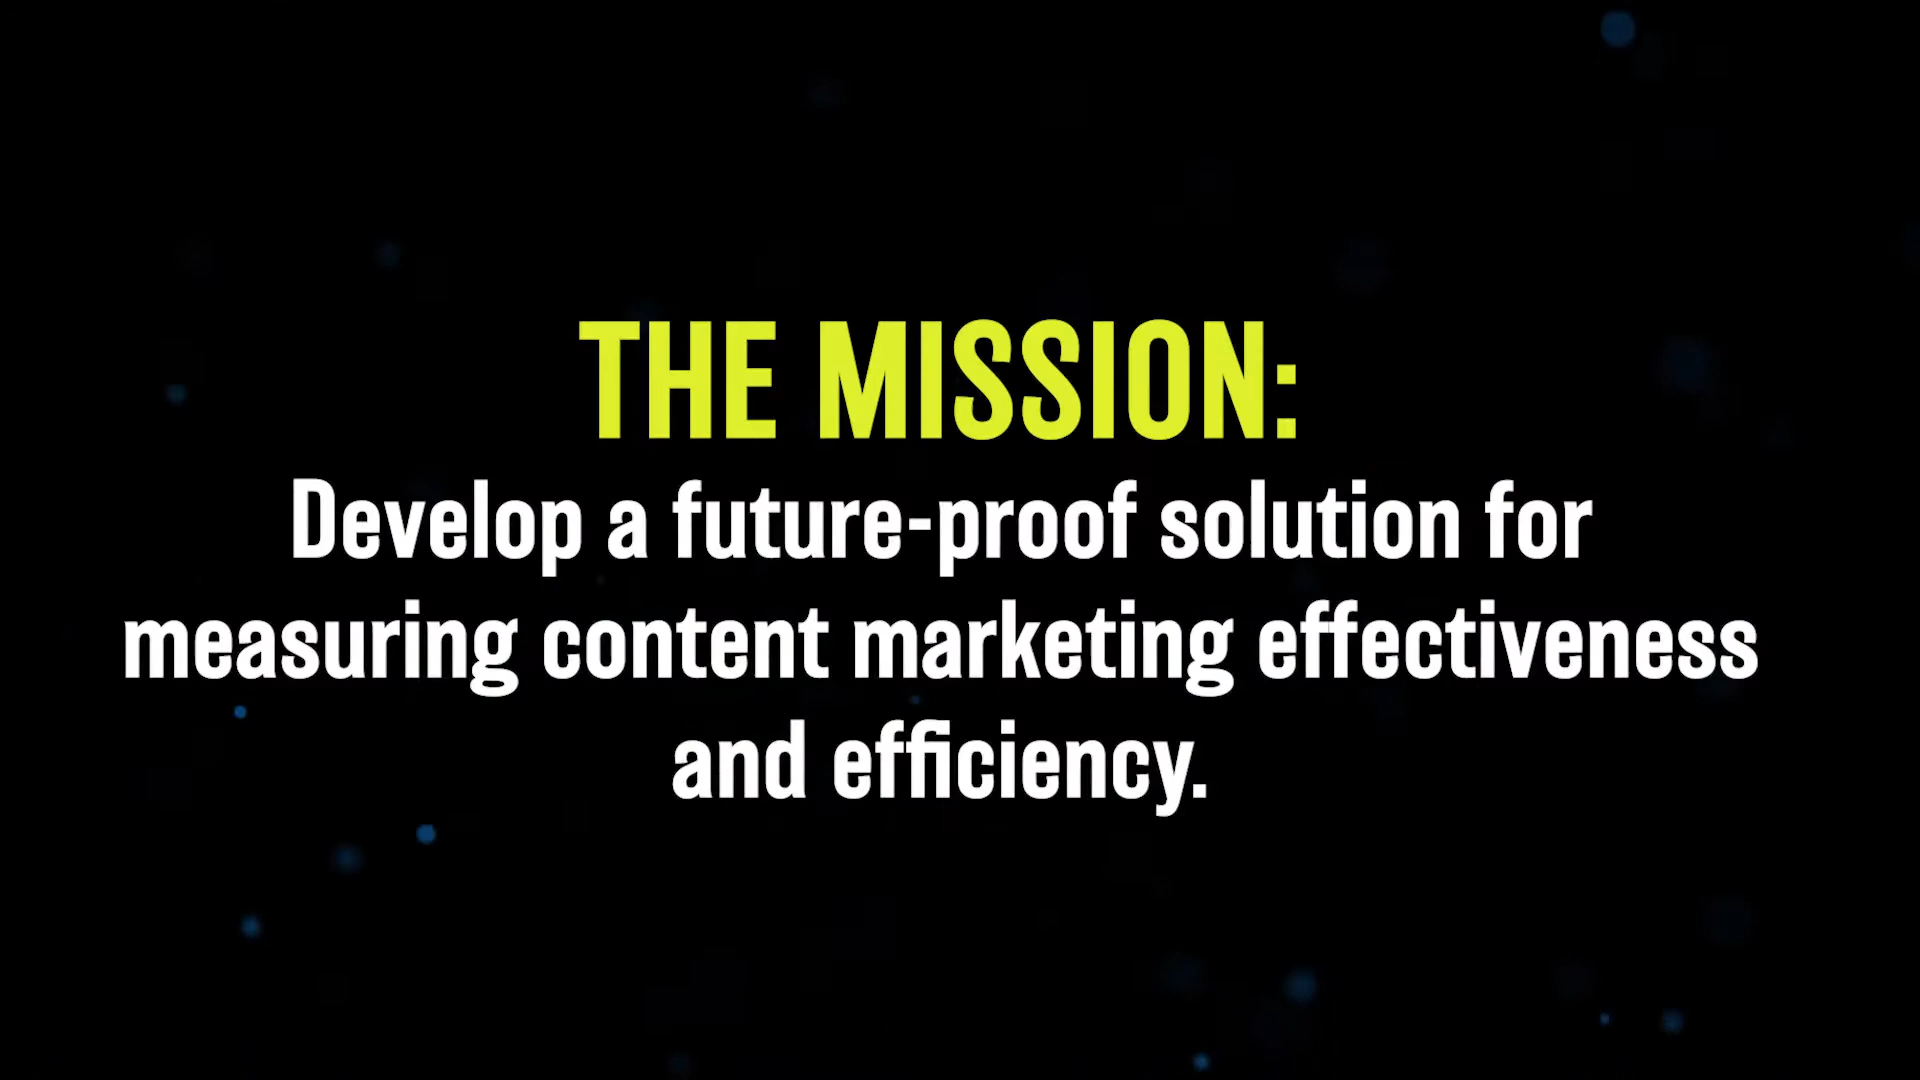 THE MISSION:
Develop a future-proof solution for
measuring content marketing effectiveness
and efficiency.